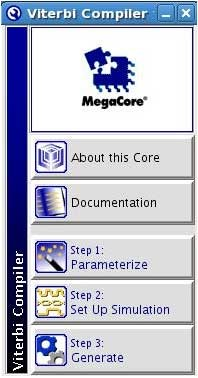 Viterbi Compiler
MegaCore®
About this Core
Documentation
Step 1:
Parameterize
Step 2:
Set Up Simulation
Step 3:
Generate
Viterbi Compiler